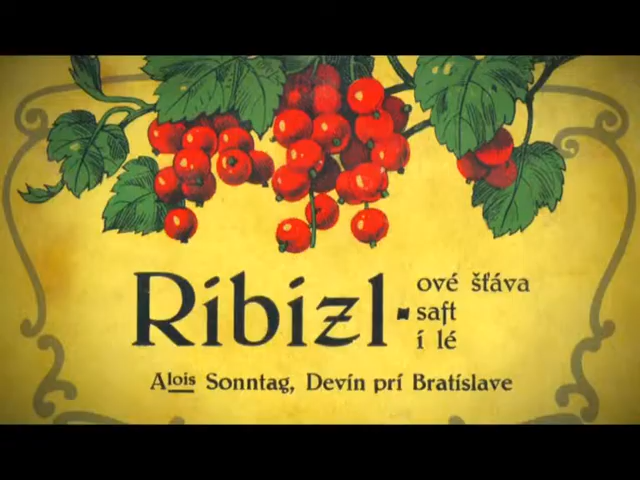 Ribizl - ové šťáva
saft
í lé
Alois Sonntag, Devín prí Bratíslave